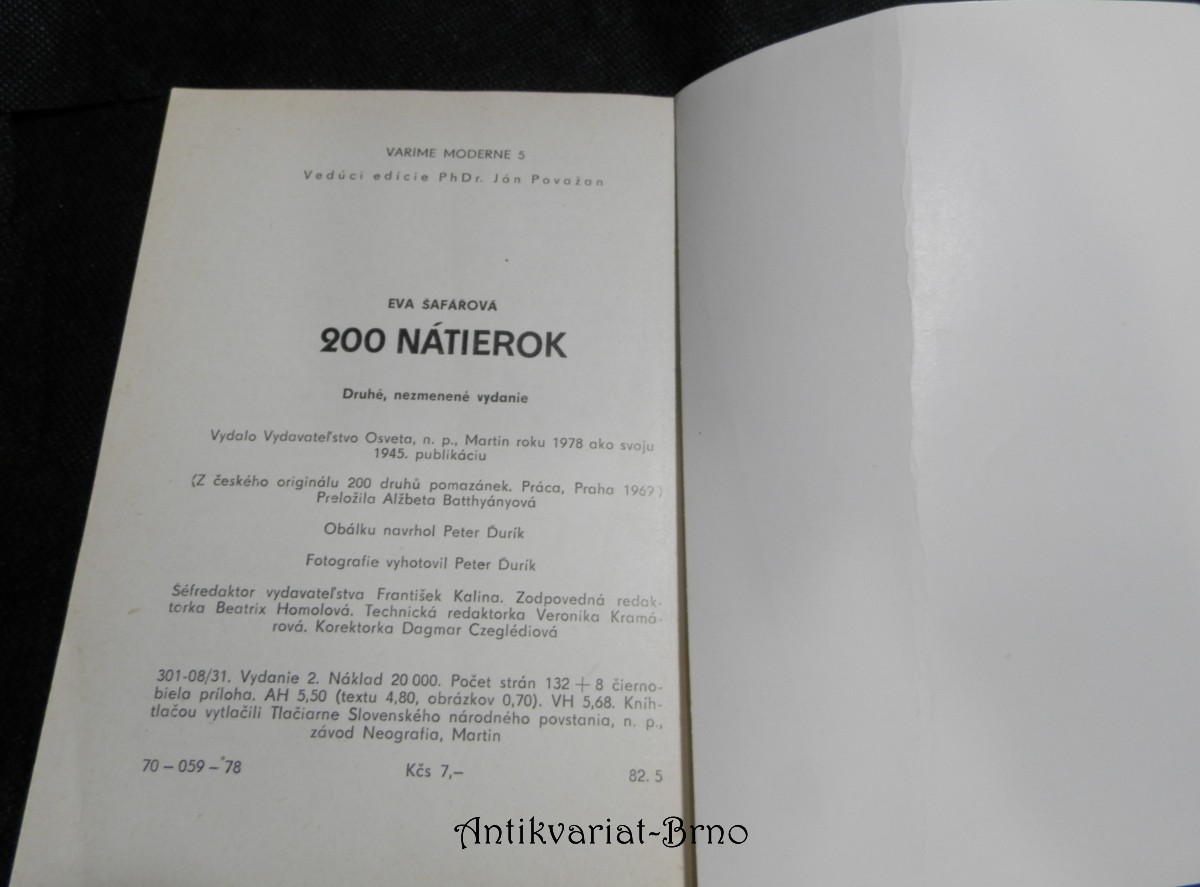 VARIME MODERNE 5
Vedúci edície PhDr. Ján Považan
EVA ŠAFÁROVÁ
200 NÁTIEROK
Druhé, nezmenené vydanie
Vydalo Vydavateľstvo Osveta, n. p., Martin roku 1978 ako svoju
1945. publikáciu
(Z českého originálu 200 druhů pomazánek. Práca, Praha
Preložila Alžbeta Batthyányová
Obálku navrhol Peter Ďurík
Fotografie vyhotovil Peter Ďurík
Šéfredaktor vydavateľstva František Kalina. Zodpovedná redak-
torka Beatrix Homolová. Technická redaktorka Veronika Kramá-
rová. Korektorka Dagmar Czeglédiová
301-08/31. Vydanie 2. Náklad 20 000. Počet strán 132 + 8 čierno-
biela príloha. AH 5,50 (textu 4,80, obrázkov 0,70). VH 5,68. Kníh-
tlačou vytlačili Tlačiarne Slovenského národného povstania, n. p.,
závod Neografia, Martin
70 – 059 – 78
Kčs 7,–
82. 5
Antikvariat-Brno